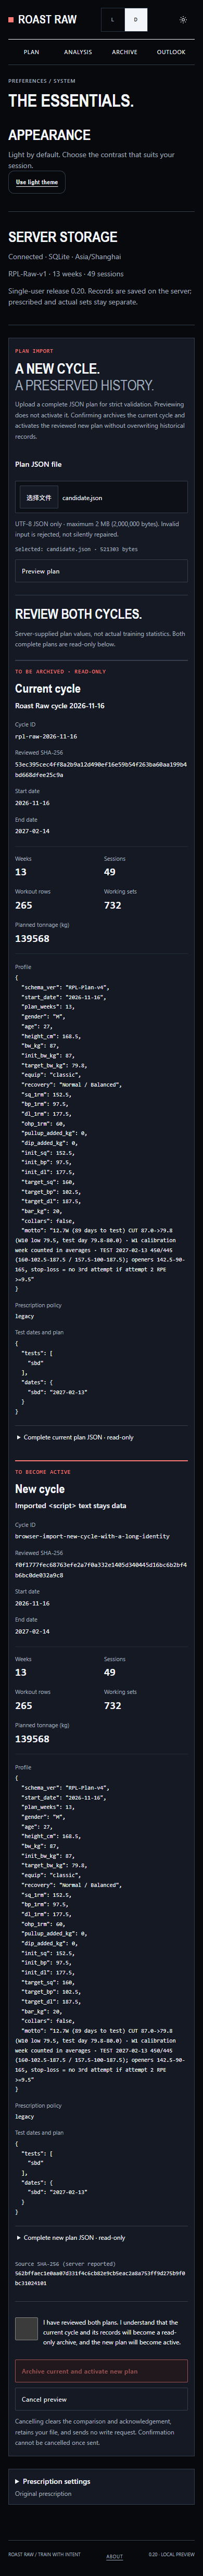 ROAST RAW
L
D
PLAN
ANALYSIS
ARCHIVE
OUTLOOK
PREFERENCES / SYSTEM
THE ESSENTIALS.
APPEARANCE
Light by default. Choose the contrast that suits your
session.
Use light theme
SERVER STORAGE
Connected · SQLite · Asia/Shanghai
RPL-Raw-v1 · 13 weeks · 49 sessions
Single-user release 0.20. Records are saved on the server;
prescribed and actual sets stay separate.
PLAN IMPORT
A NEW CYCLE.
A PRESERVED HISTORY.
Upload a complete JSON plan for strict validation. Previewing
does not activate it. Confirming archives the current cycle and
activates the reviewed new plan without overwriting historical
records.
Plan JSON file
选择文件
candidate.json
UTF-8 JSON only · maximum 2 MB (2,000,000 bytes). Invalid
input is rejected, not silently repaired.
Selected: candidate.json · 521303 bytes
Preview plan
REVIEW BOTH CYCLES.
Server-supplied plan values, not actual training statistics. Both
complete plans are read-only below.
TO BE ARCHIVED · READ-ONLY
Current cycle
Roast Raw cycle 2026-11-16
Cycle ID
rpl-raw-2026-11-16
Reviewed SHA-256
53ec395cec4ff8a2b9a12d490ef16e59b54f263ba60aa199b4
bd668dfee25c9a
Start date
2026-11-16
End date
2027-02-14
Weeks
13
Sessions
49
Workout rows
265
Working sets
732
Planned tonnage (kg)
139568
Profile
{
"schema_ver": "RPL-Plan-v4",
"start_date": "2026-11-16",
"plan_weeks": 13,
"gender": "M",
"age": 27,
"height_cm": 168.5,
"bw_kg": 87,
"init_bw_kg": 87,
"target_bw_kg": 79.8,
"equip": "classic",
"recovery": "Normal / Balanced",
"sq_1rm": 152.5,
"bp_1rm": 97.5,
"dl_1rm": 177.5,
"ohp_1rm": 60,
"pullup_added_kg": 0,
"dip_added_kg": 0,
"init_sq": 152.5,
"init_bp": 97.5,
"init_dl": 177.5,
"target_sq": 160,
"target_bp": 102.5,
"target_dl": 187.5,
"bar_kg": 20,
"collars": false,
"motto": "12.7W (89 days to test) CUT 87.0->79.8
(W10 low 79.5, test day 79.8-80.0) · W1 calibration
week counted in averages · TEST 2027-02-13 450/445
(160-102.5-187.5 / 157.5-100-187.5); openers 142.5-90-
165, stop-loss = no 3rd attempt if attempt 2 RPE
>=9.5"
}
Prescription policy
legacy
Test dates and plan
{
"tests": [
"sbd"
],
"dates": {
"sbd": "2027-02-13"
}
}
▶ Complete current plan JSON · read-only
TO BECOME ACTIVE
New cycle
Imported <script> text stays data
Cycle ID
browser-import-new-cycle-with-a-long-identity
Reviewed SHA-256
f0f1777fec68763efe2a7f0a332e1405d340445d16bc6b2bf4
b6bc0de032a9c8
Start date
2026-11-16
End date
2027-02-14
Weeks
13
Sessions
49
Workout rows
265
Working sets
732
Planned tonnage (kg)
139568
Profile
{
"schema_ver": "RPL-Plan-v4",
"start_date": "2026-11-16",
"plan_weeks": 13,
"gender": "M",
"age": 27,
"height_cm": 168.5,
"bw_kg": 87,
"init_bw_kg": 87,
"target_bw_kg": 79.8,
"equip": "classic",
"recovery": "Normal / Balanced",
"sq_1rm": 152.5,
"bp_1rm": 97.5,
"dl_1rm": 177.5,
"ohp_1rm": 60,
"pullup_added_kg": 0,
"dip_added_kg": 0,
"init_sq": 152.5,
"init_bp": 97.5,
"init_dl": 177.5,
"target_sq": 160,
"target_bp": 102.5,
"target_dl": 187.5,
"bar_kg": 20,
"collars": false,
"motto": "12.7W (89 days to test) CUT 87.0->79.8
(W10 low 79.5, test day 79.8-80.0) · W1 calibration
week counted in averages · TEST 2027-02-13 450/445
(160-102.5-187.5 / 157.5-100-187.5); openers 142.5-90-
165, stop-loss = no 3rd attempt if attempt 2 RPE
>=9.5"
}
Prescription policy
legacy
Test dates and plan
{
"tests": [
"sbd"
],
"dates": {
"sbd": "2027-02-13"
}
}
▶ Complete new plan JSON · read-only
Source SHA-256 (server reported)
562bffaec1e0aa07d331f4c6cb82e9cb5eac2a8a753ff9d275b9f0
bc31024101
I have reviewed both plans. I understand that the
current cycle and its records will become a read-
only archive, and the new plan will become active.
Archive current and activate new plan
Cancel preview
Cancelling clears the comparison and acknowledgement,
retains your file, and sends no write request. Confirmation
cannot be cancelled once sent.
▶ Prescription settings
Original prescription
ROAST RAW / TRAIN WITH INTENT
ABOUT
0.20 · LOCAL PREVIEW